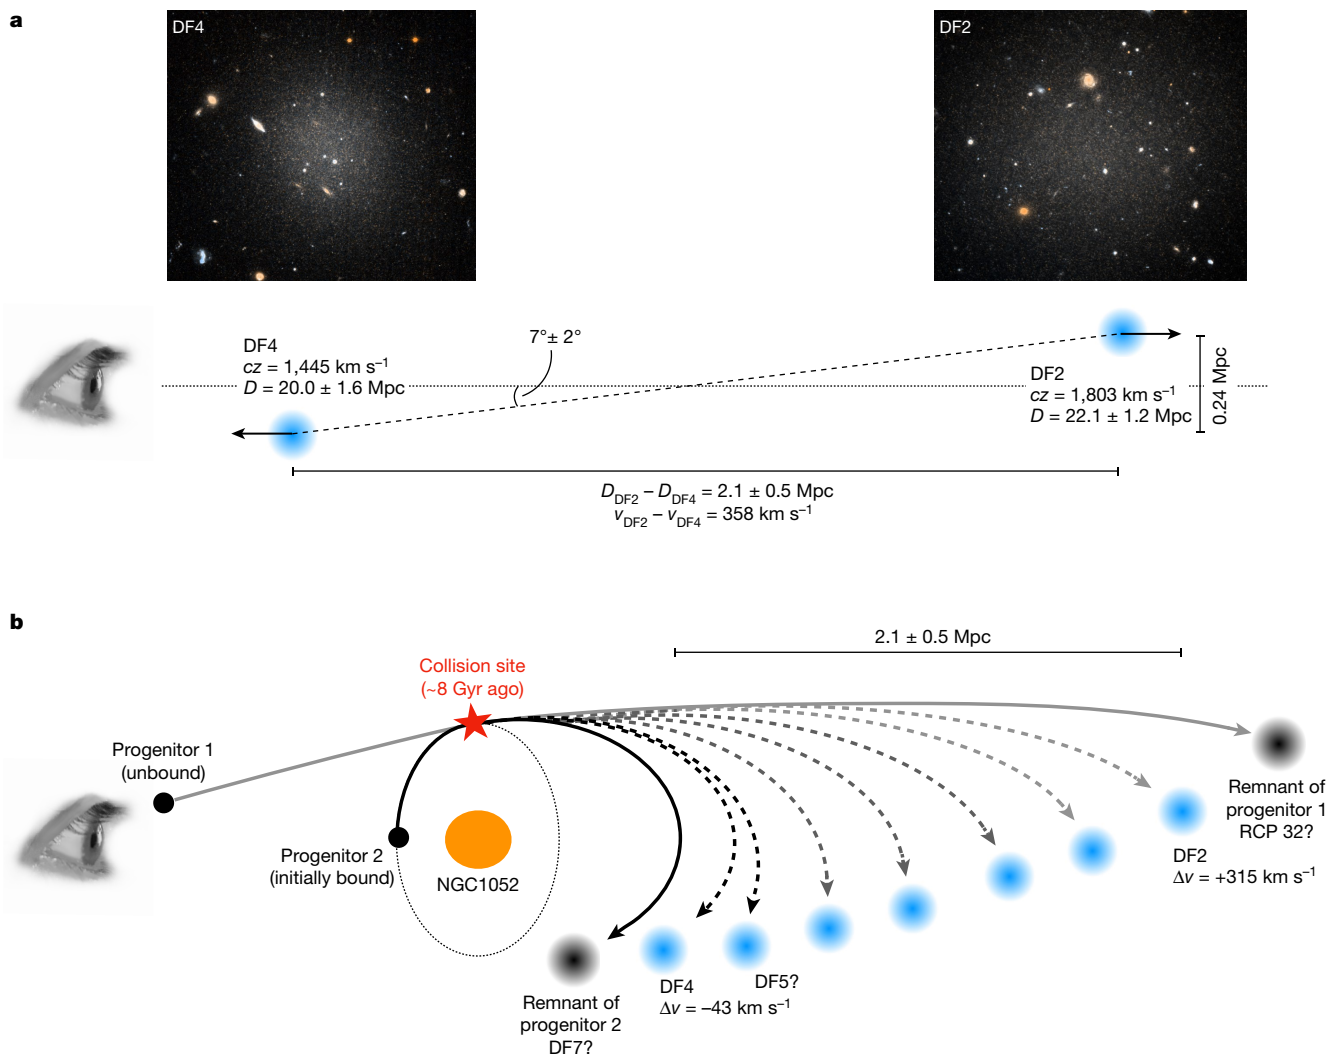 a
DF4
DF2
7°± 2°
DF4
cz = 1,445 km s⁻¹
D = 20.0 ± 1.6 Mpc
DF2
cz = 1,803 km s⁻¹
D = 22.1 ± 1.2 Mpc
0.24 Mpc
D_DF2 – D_DF4 = 2.1 ± 0.5 Mpc
v_DF2 – v_DF4 = 358 km s⁻¹
b
2.1 ± 0.5 Mpc
Collision site
(~8 Gyr ago)
Progenitor 1
(unbound)
Progenitor 2
(initially bound)
NGC1052
Remnant of
progenitor 1
RCP 32?
DF2
Δv = +315 km s⁻¹
DF4
Δv = –43 km s⁻¹
DF5?
Remnant of
progenitor 2
DF7?